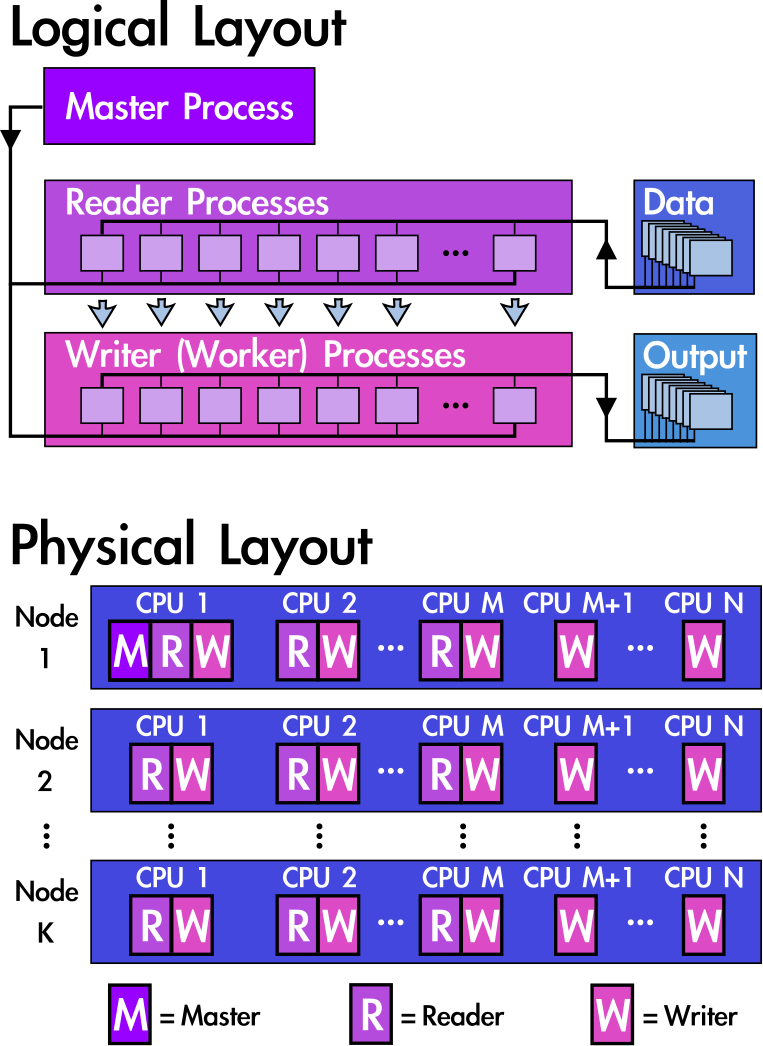 Logical Layout
Master Process
Reader Processes
Data
...
Writer (Worker) Processes
Output
...
Physical Layout
Node 1
CPU 1 CPU 2 CPU M CPU M+1 CPU N
M R W R W ... R W W ... W
Node 2
CPU 1 CPU 2 CPU M CPU M+1 CPU N
R W R W ... R W W ... W
Node K
CPU 1 CPU 2 CPU M CPU M+1 CPU N
R W R W ... R W W ... W
M = Master R = Reader W = Writer